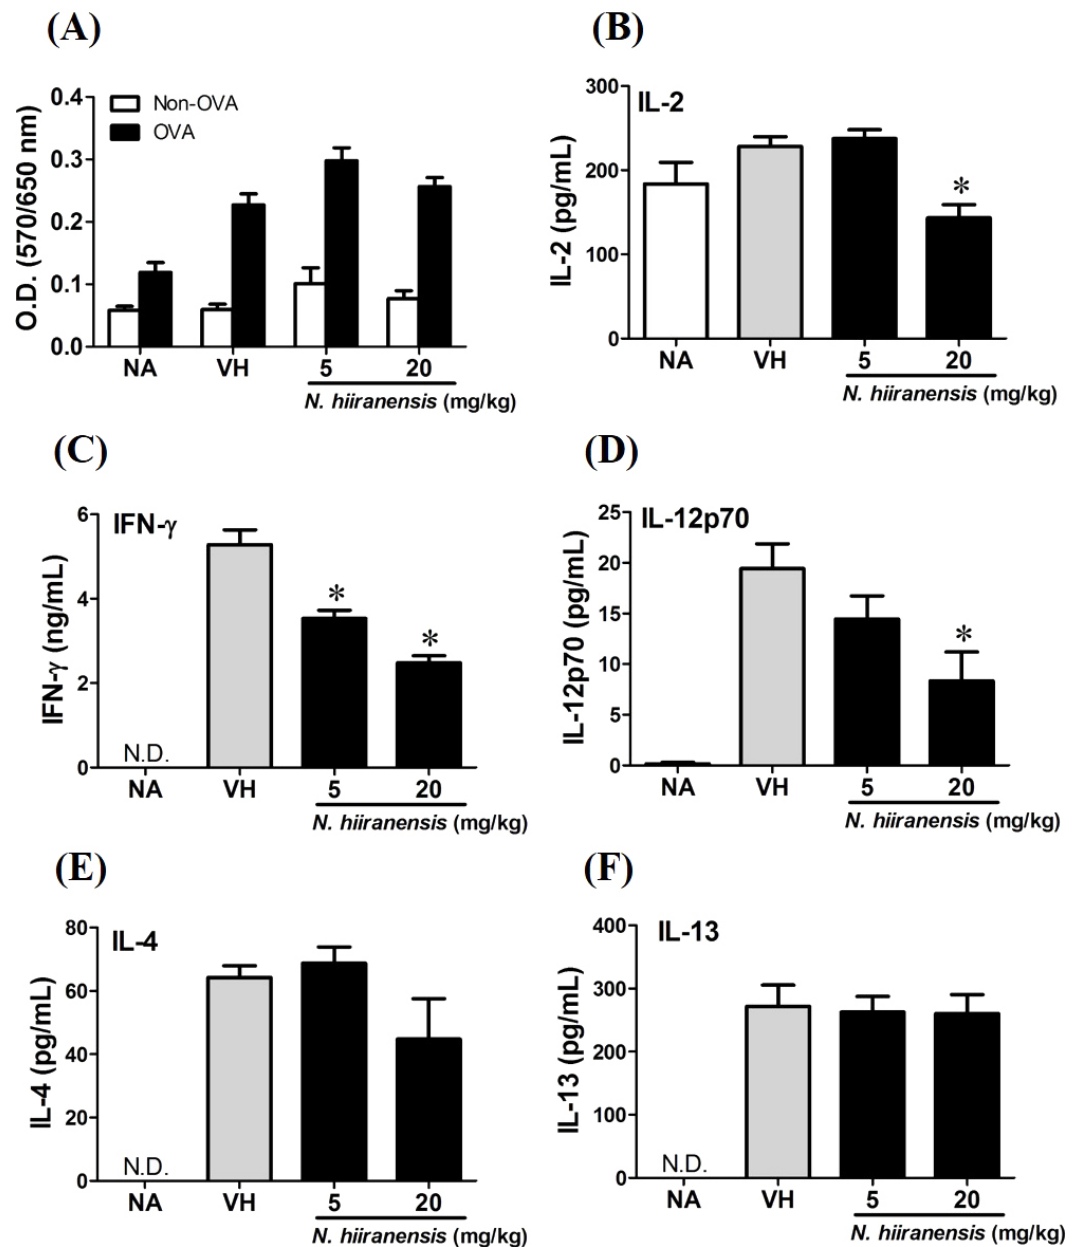 (A)
0.4
0.3
0.2
0.1
0.0
O.D. (570/650 nm)
Non-OVA
OVA
NA VH 5 20
N. hiiranensis (mg/kg)
(B)
300
200
100
0
IL-2 (pg/mL)
IL-2
*
NA VH 5 20
N. hiiranensis (mg/kg)
(C)
6
4
2
0
IFN-γ (ng/mL)
IFN-γ
*
*
N.D.
NA VH 5 20
N. hiiranensis (mg/kg)
(D)
25
20
15
10
5
0
IL-12p70 (pg/mL)
IL-12p70
*
NA VH 5 20
N. hiiranensis (mg/kg)
(E)
80
60
40
20
0
IL-4 (pg/mL)
IL-4
N.D.
NA VH 5 20
N. hiiranensis (mg/kg)
(F)
400
300
200
100
0
IL-13 (pg/mL)
IL-13
N.D.
NA VH 5 20
N. hiiranensis (mg/kg)